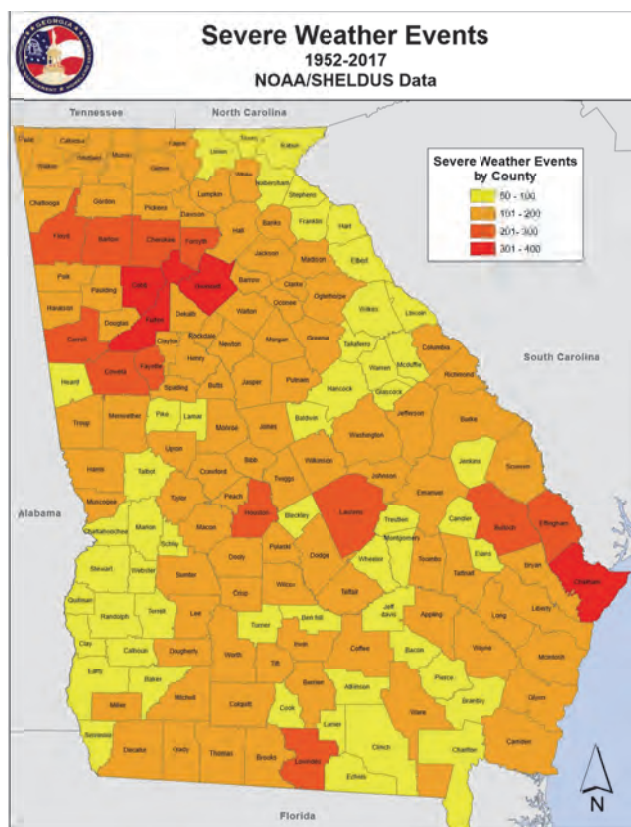 GEORGIA
Severe Weather Events
1952-2017
NOAA/SHELDUS Data
Tennessee
North Carolina
Severe Weather Events
by County
50 - 100
101 - 200
201 - 300
301 - 400
South Carolina
Alabama
Florida
N
Union
Lumpkin
Habersham
Stephens
Chattooga
Gordon
Pickens
Dawson
Hall
Banks
Franklin
Hart
Floyd
Bartow
Cherokee
Forsyth
Jackson
Madison
Elbert
Polk
Paulding
Cobb
Gwinnett
Barrow
Clarke
Oglethorpe
Wilkes
Lincoln
Haralson
Douglas
Fulton
Dekalb
Walton
Oconee
Carroll
Clayton
Rockdale
Newton
Morgan
Greene
Taliaferro
Columbia
Coweta
Fayette
Henry
Warren
Mcduffie
Richmond
Heard
Spalding
Butts
Jasper
Putnam
Hancock
Glascock
Troup
Meriwether
Pike
Lamar
Monroe
Jones
Baldwin
Jefferson
Burke
Washington
Upson
Bibb
Wilkinson
Jenkins
Screven
Harris
Talbot
Crawford
Twiggs
Johnson
Emanuel
Muscogee
Taylor
Peach
Houston
Bleckley
Laurens
Treutlen
Candler
Bulloch
Effingham
Chattahoochee
Marion
Macon
Schley
Montgomery
Evans
Bryan
Chatham
Stewart
Webster
Sumter
Dooly
Pulaski
Dodge
Wheeler
Toombs
Tattnall
Quitman
Randolph
Terrell
Lee
Crisp
Wilcox
Telfair
Liberty
Long
Clay
Calhoun
Dougherty
Worth
Turner
Ben hill
Jeff
davis
Appling
Wayne
Mcintosh
Early
Baker
Tift
Irwin
Coffee
Bacon
Pierce
Miller
Mitchell
Colquitt
Berrien
Atkinson
Ware
Brantley
Glynn
Seminole
Decatur
Grady
Thomas
Brooks
Cook
Lanier
Lowndes
Echols
Clinch
Charlton
Camden